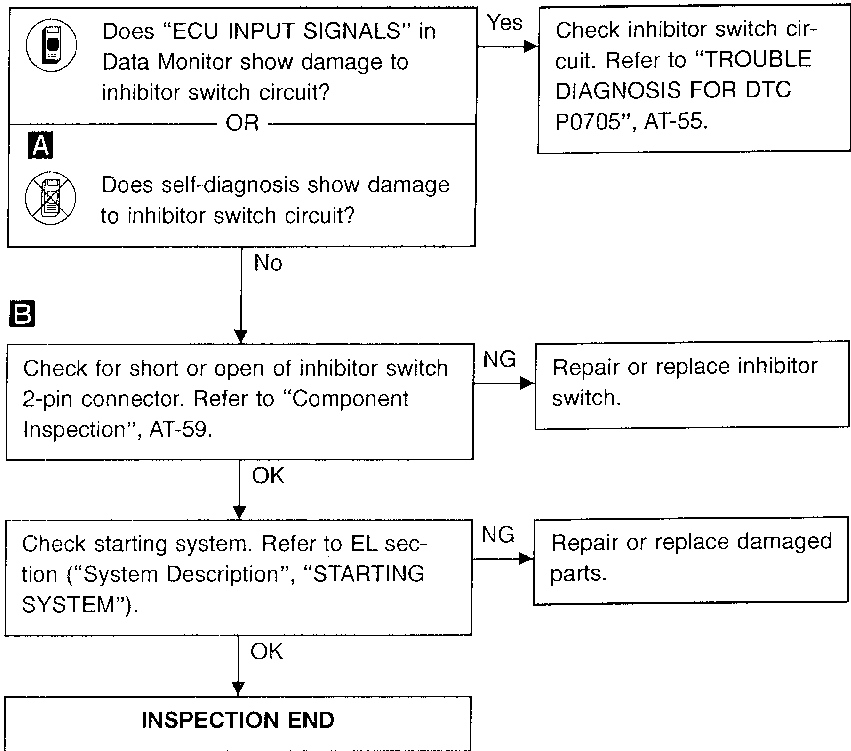 Does “ECU INPUT SIGNALS” in
Data Monitor show damage to
inhibitor switch circuit?
OR
A
Does self-diagnosis show damage
to inhibitor switch circuit?
Yes
Check inhibitor switch cir-
cuit. Refer to “TROUBLE
DIAGNOSIS FOR DTC
P0705”, AT-55.
No
B
Check for short or open of inhibitor switch
2-pin connector. Refer to “Component
Inspection”, AT-59.
NG
Repair or replace inhibitor
switch.
OK
Check starting system. Refer to EL sec-
tion (“System Description”, “STARTING
SYSTEM”).
NG
Repair or replace damaged
parts.
OK
INSPECTION END